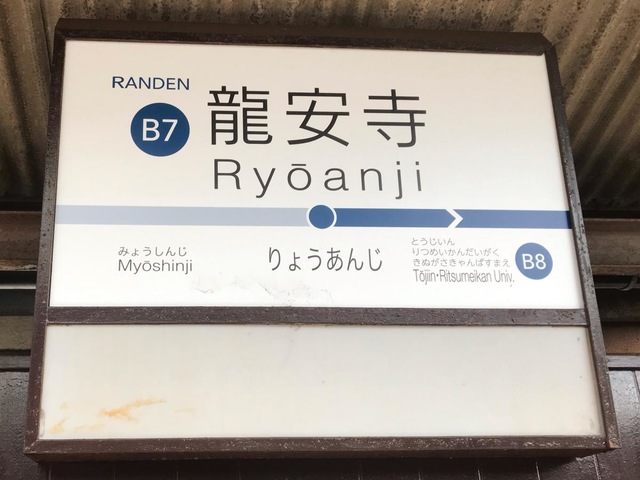 RANDEN
B7
龍安寺
Ryōanji
みょうしんじ
Myōshinji
りょうあんじ
とうじいん
りつめいかんだいがく
きぬがさきゃんぱすまえ
Tōjiin・Ritsumeikan Univ.
B8